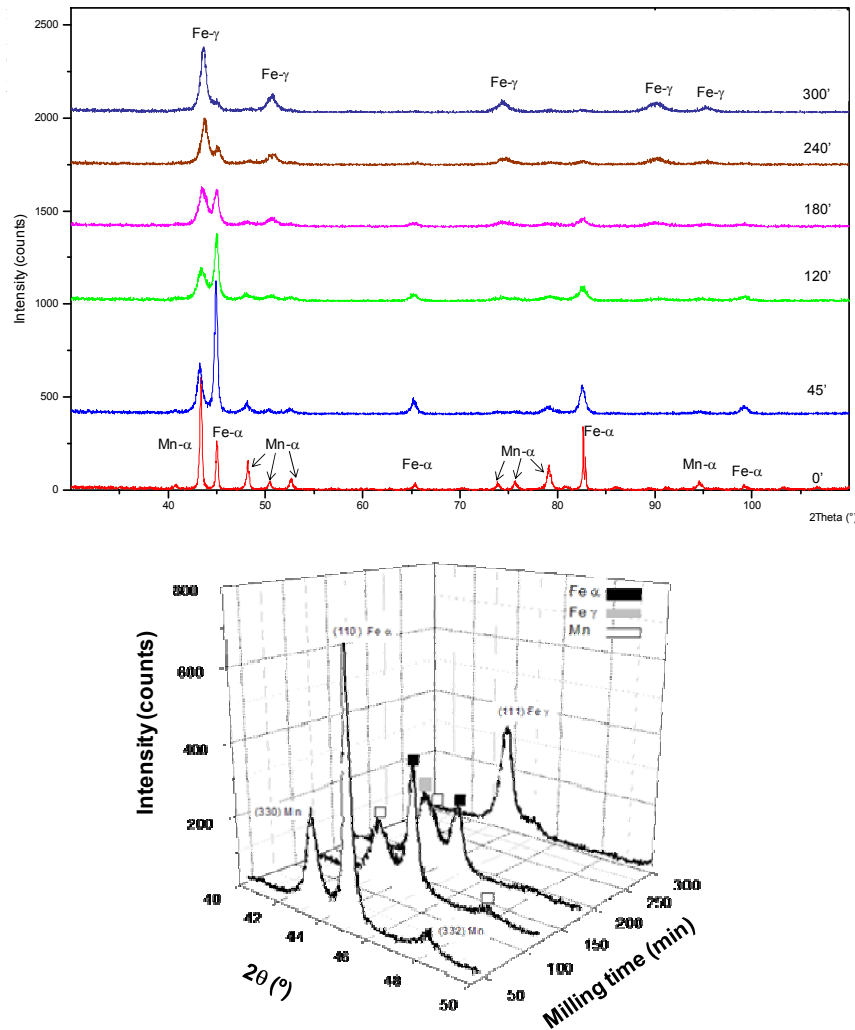 2500
2000
1500
1000
500
0
Intensity (counts)
Fe-γ
Fe-γ
Fe-γ
Fe-γ
Fe-γ
300'
240'
180'
120'
45'
0'
Mn-α
Fe-α
Mn-α
Fe-α
Mn-α
Fe-α
Mn-α
Fe-α
40
50
60
70
80
90
100
2Theta (°)
800
600
400
200
Intensity (counts)
Fe α
Fe γ
Mn
(110) Fe α
(111) Fe γ
(330) Mn
(332) Mn
40
42
44
46
48
50
2θ (º)
50
100
150
200
250
300
Milling time (min)